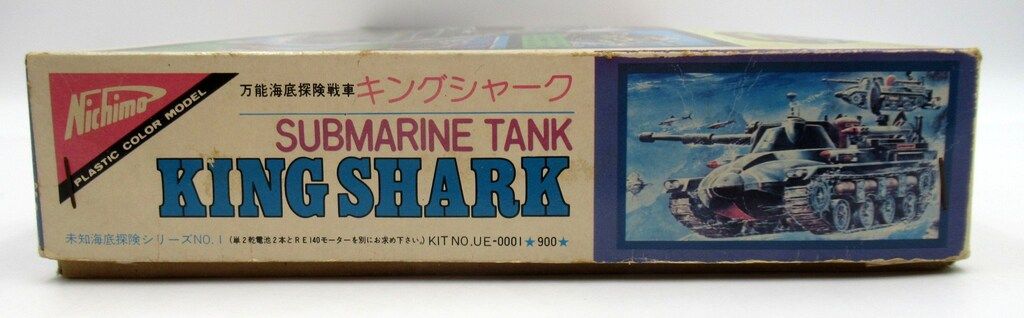 Nichimo
PLASTIC COLOR MODEL
万能海底探険戦車キングシャーク
SUBMARINE TANK
KING SHARK
未知海底探険シリーズNO.1 (単2乾電池2本とRE140モーターを別にお求め下さい。) KIT NO.UE-0001★900★